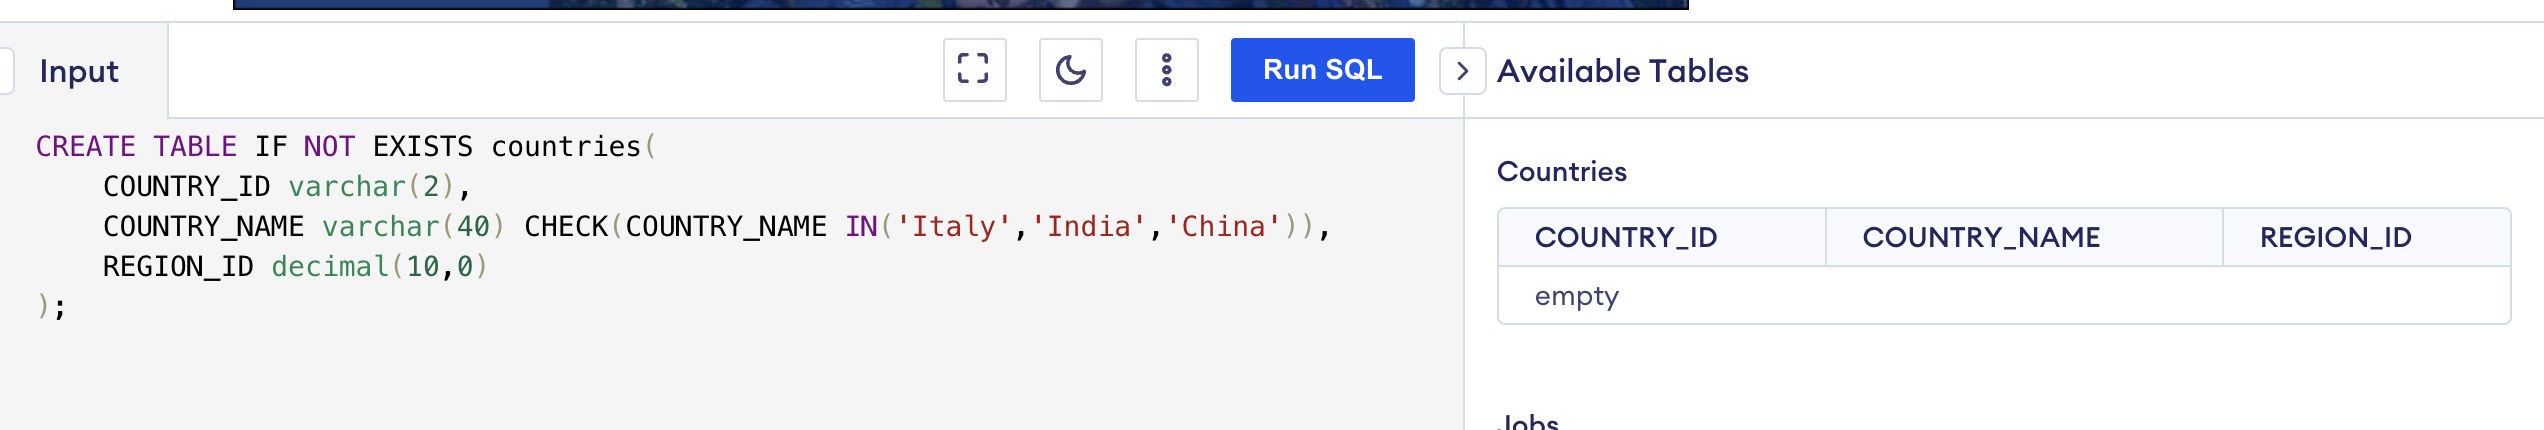 Input
Run SQL
CREATE TABLE IF NOT EXISTS countries(
    COUNTRY_ID varchar(2),
    COUNTRY_NAME varchar(40) CHECK(COUNTRY_NAME IN('Italy','India','China')),
    REGION_ID decimal(10,0)
);
Available Tables
Countries
COUNTRY_ID COUNTRY_NAME REGION_ID
empty
Jobs